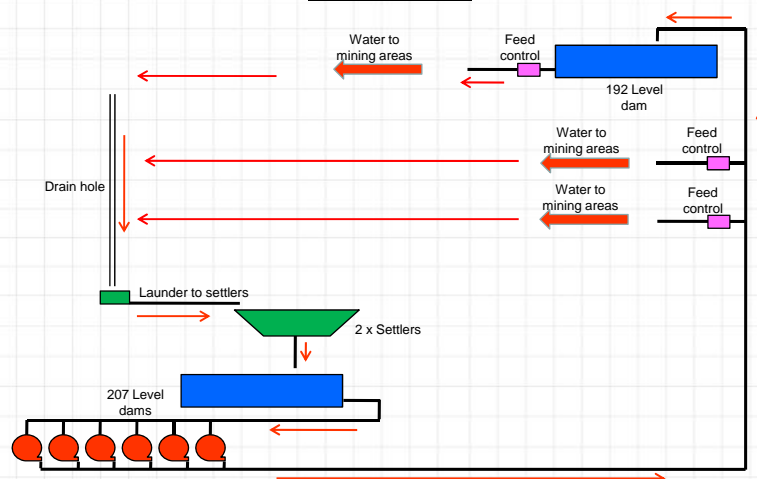 Water to
mining areas
Feed
control
192 Level
dam
Water to
mining areas
Feed
control
Drain hole
Water to
mining areas
Feed
control
Launder to settlers
2 x Settlers
207 Level
dams